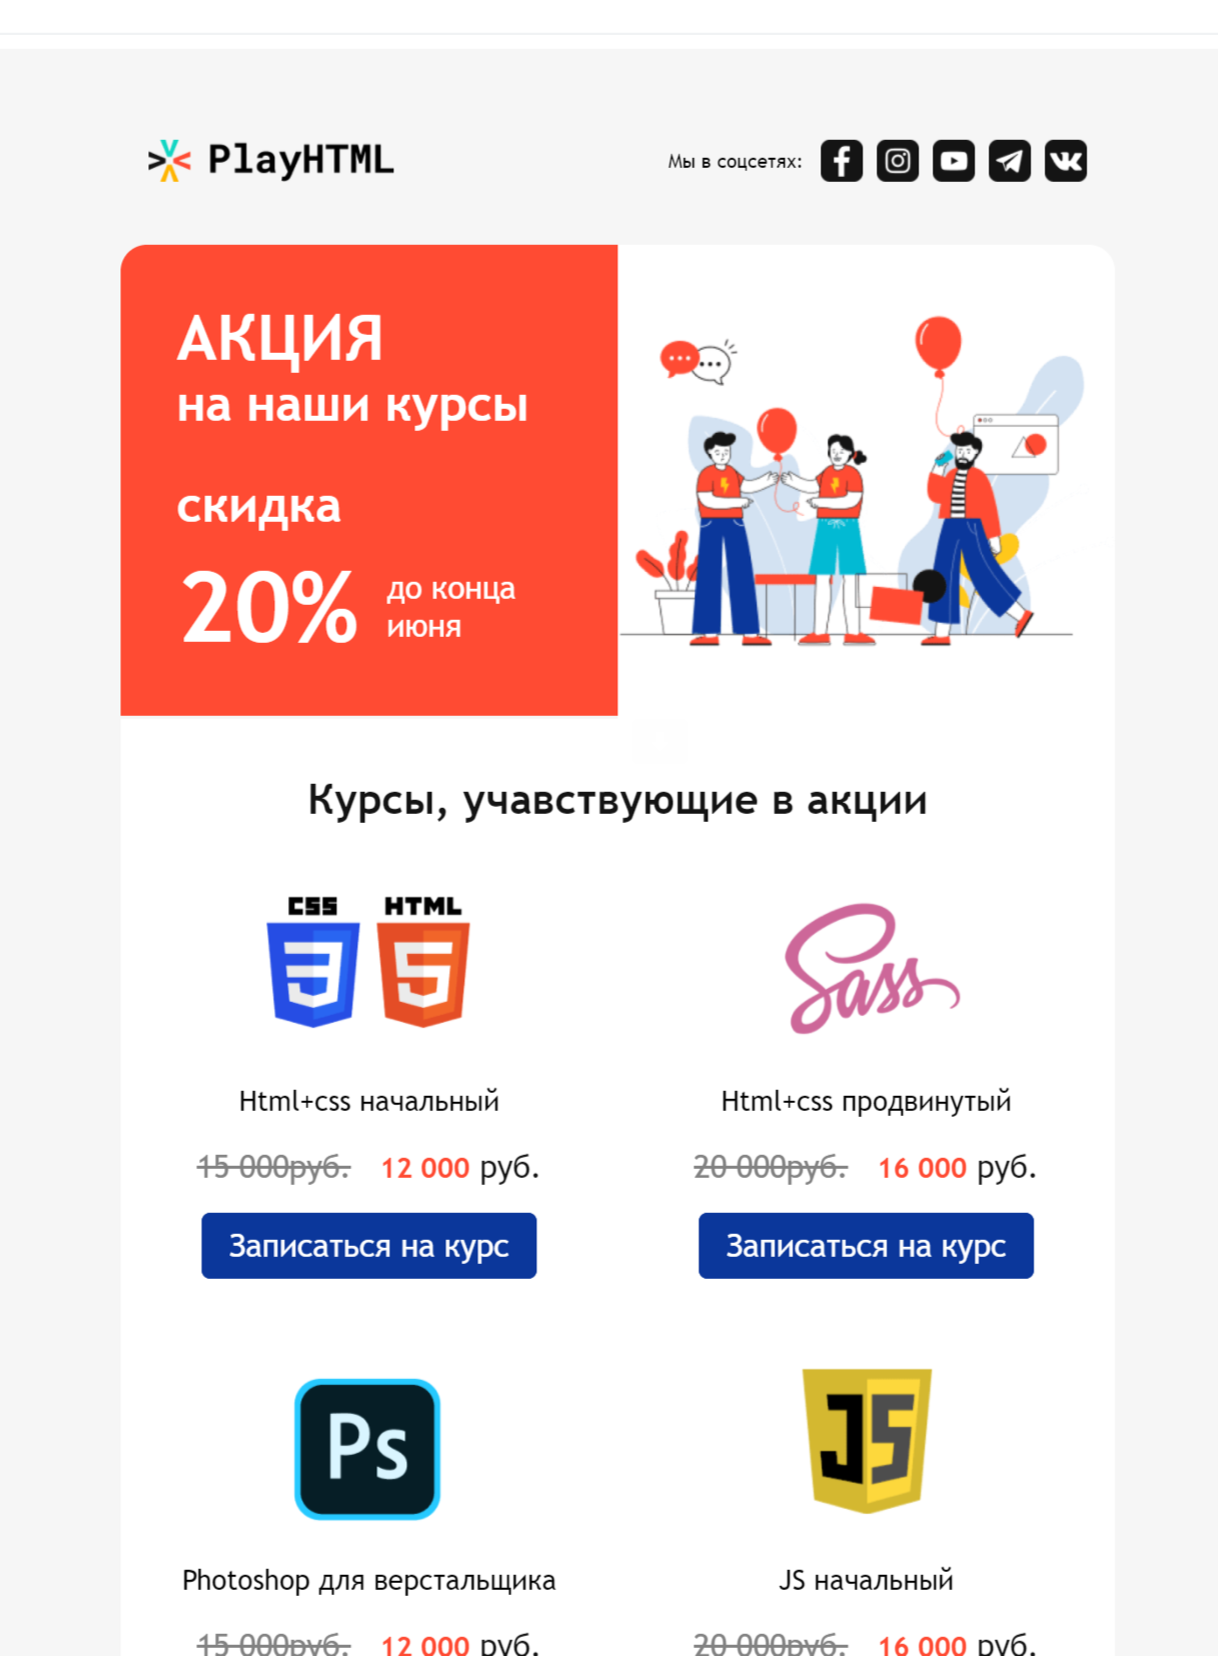 PlayHTML
Мы в соцсетях:
АКЦИЯ
на наши курсы
скидка
20% до конца
июня
Курсы, учавствующие в акции
CSS HTML
Sass
Html+css начальный
Html+css продвинутый
15 000руб. 12 000 руб.
20 000руб. 16 000 руб.
Записаться на курс
Записаться на курс
Ps
JS
Photoshop для верстальщика
JS начальный
15 000руб. 12 000 руб.
20 000руб. 16 000 руб.